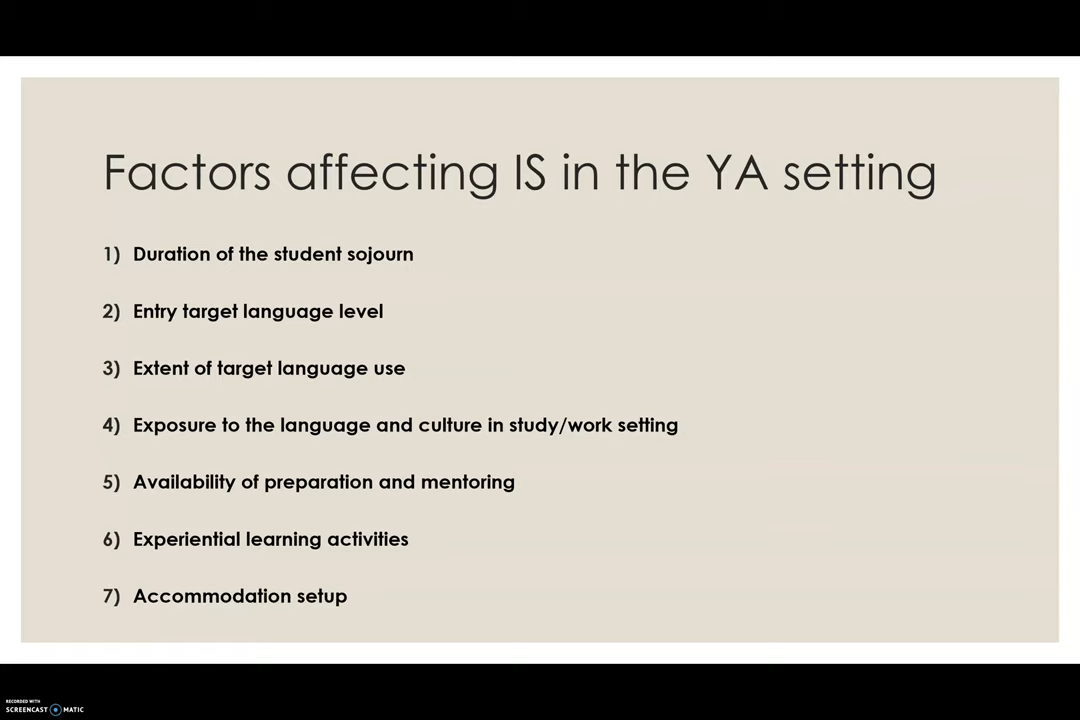 Factors affecting IS in the YA setting
1) Duration of the student sojourn
2) Entry target language level
3) Extent of target language use
4) Exposure to the language and culture in study/work setting
5) Availability of preparation and mentoring
6) Experiential learning activities
7) Accommodation setup
RECORDED WITH
SCREENCAST MATIC